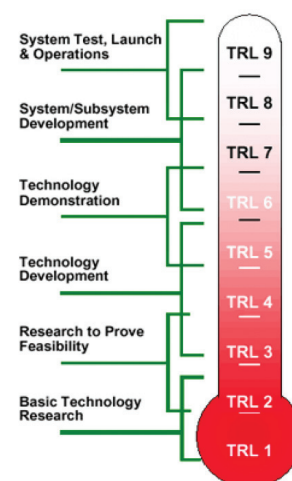 System Test, Launch
& Operations
System/Subsystem
Development
Technology
Demonstration
Technology
Development
Research to Prove
Feasibility
Basic Technology
Research
TRL 9
TRL 8
TRL 7
TRL 6
TRL 5
TRL 4
TRL 3
TRL 2
TRL 1